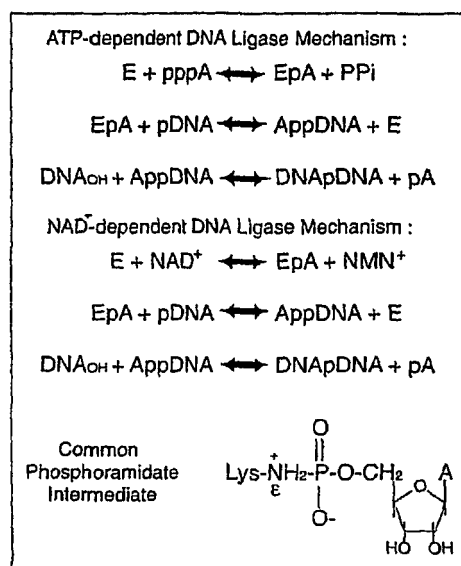 ATP-dependent DNA Ligase Mechanism :
E + pppA ⟷ EpA + PPi
EpA + pDNA ⟷ AppDNA + E
DNAOH + AppDNA ⟷ DNApDNA + pA
NAD⁻-dependent DNA Ligase Mechanism :
E + NAD⁺ ⟷ EpA + NMN⁺
EpA + pDNA ⟷ AppDNA + E
DNAOH + AppDNA ⟷ DNApDNA + pA
Common
Phosphoramidate
Intermediate
O
Lys-N⁺H₂-P-O-CH₂ O A
ε
O-
HO OH